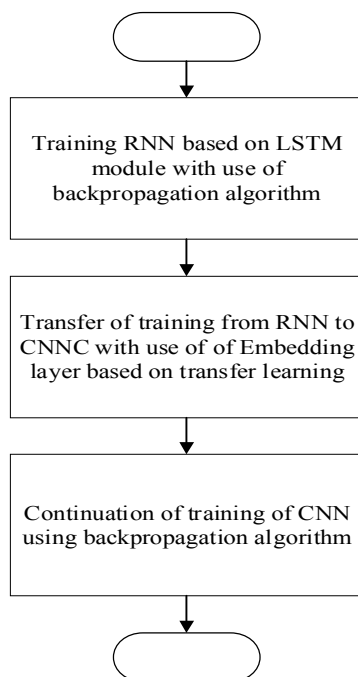 Training RNN based on LSTM
module with use of
backpropagation algorithm
Transfer of training from RNN to
CNNC with use of of Embedding
layer based on transfer learning
Continuation of training of CNN
using backpropagation algorithm